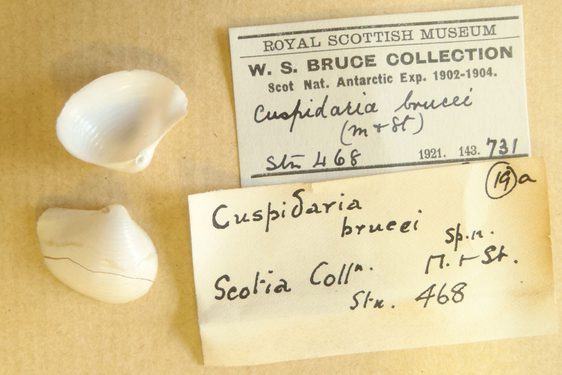 ROYAL SCOTTISH MUSEUM
W. S. BRUCE COLLECTION
Scot Nat. Antarctic Exp. 1902-1904.
Cuspidaria brucei
(m & St)
Stn 468 1921. 143. 731
19 a
Cuspidaria
brucei Sp. n.
M. & St.
Scotia Colln.
Stn. 468